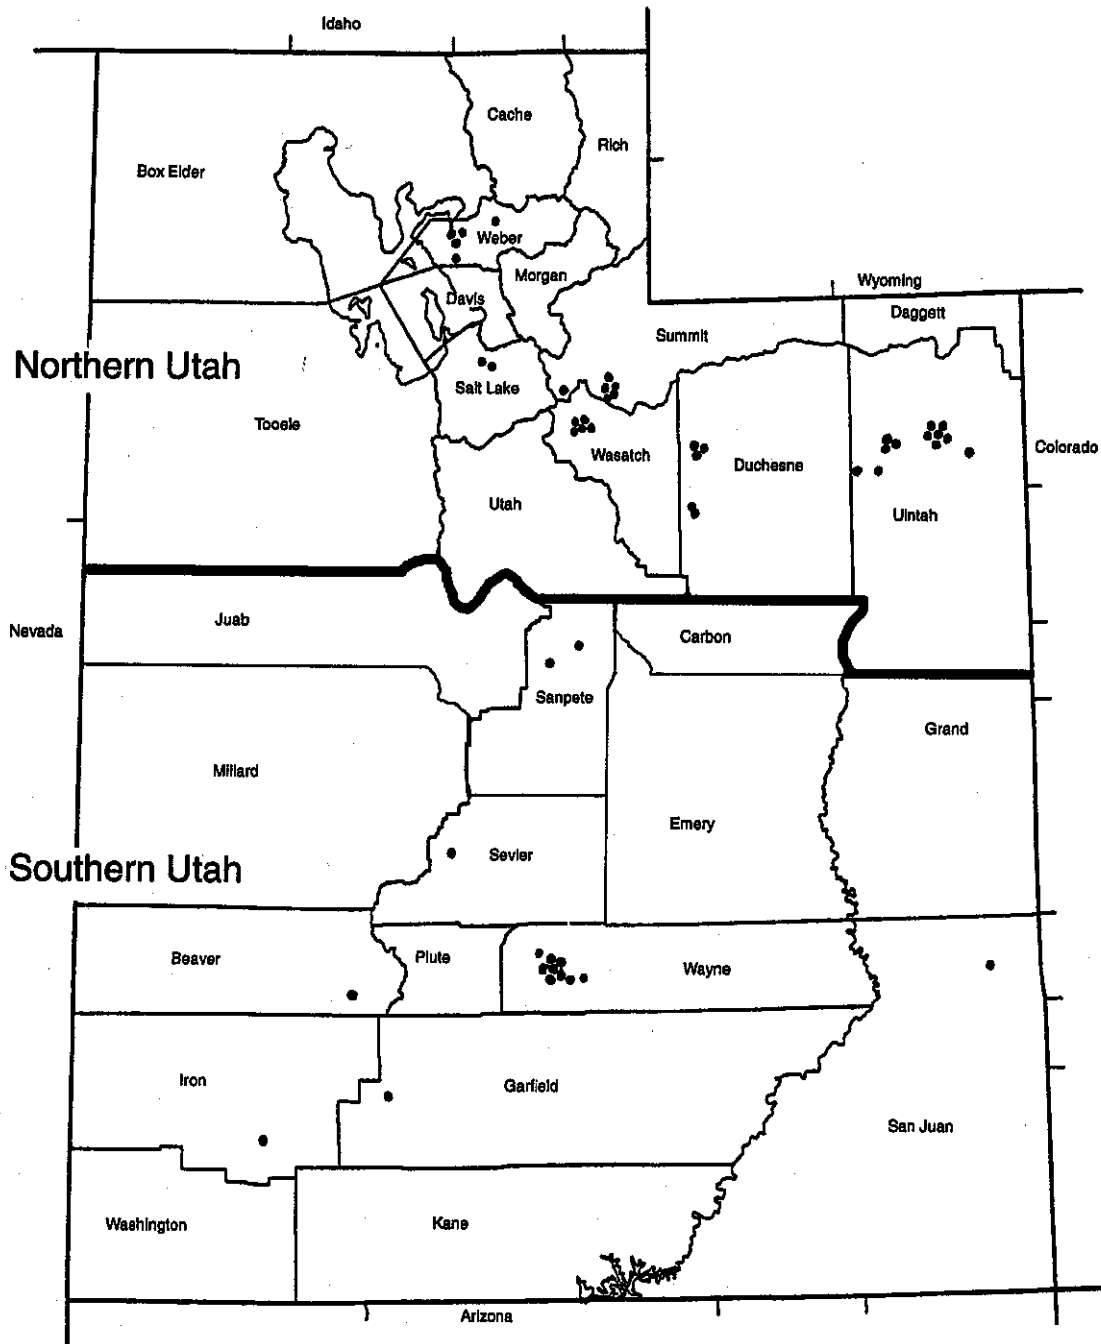 Idaho
Cache
Rich
Box Elder
Weber
Morgan
Wyoming
Davis
Daggett
Summit
Northern Utah
Salt Lake
Tooele
Colorado
Wasatch
Duchesne
Utah
Uintah
Juab
Nevada
Carbon
Sanpete
Grand
Millard
Emery
Southern Utah
Sevier
Beaver
Piute
Wayne
Iron
Garfield
San Juan
Washington
Kane
Arizona